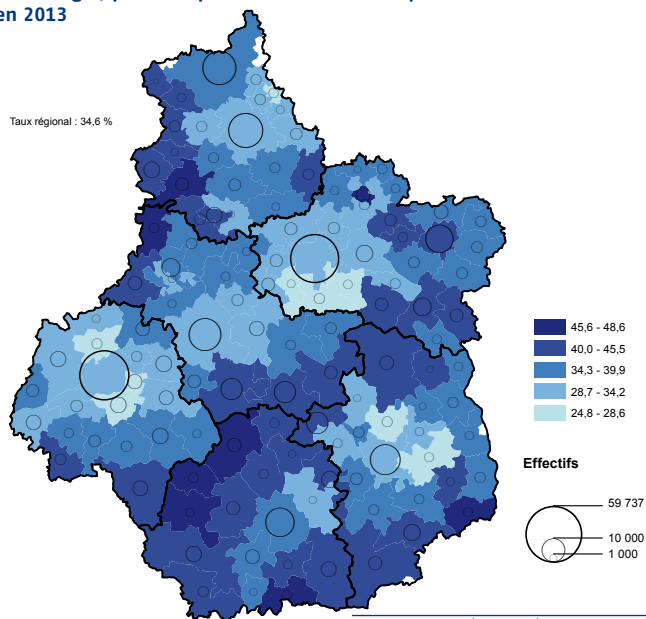 en 2013
Taux régional : 34,6 %
45,6 - 48,6
40,0 - 45,5
34,3 - 39,9
28,7 - 34,2
24,8 - 28,6
Effectifs
59 737
10 000
1 000